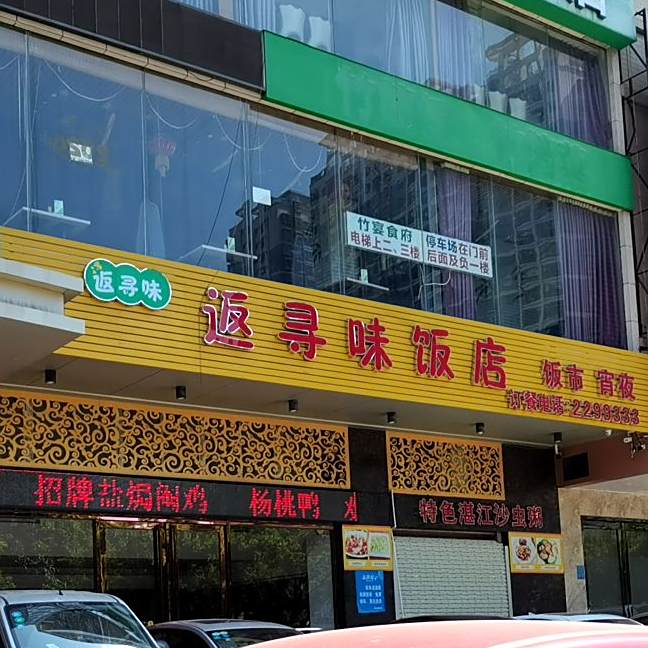 竹宴食府
电梯上二、三楼
停车场在门前
后面及负一楼
返寻味
返寻味饭店
饭市 宵夜
订餐电话:2299333
招牌盐焗阉鸡 杨桃鸭
特色湛江沙虫粥